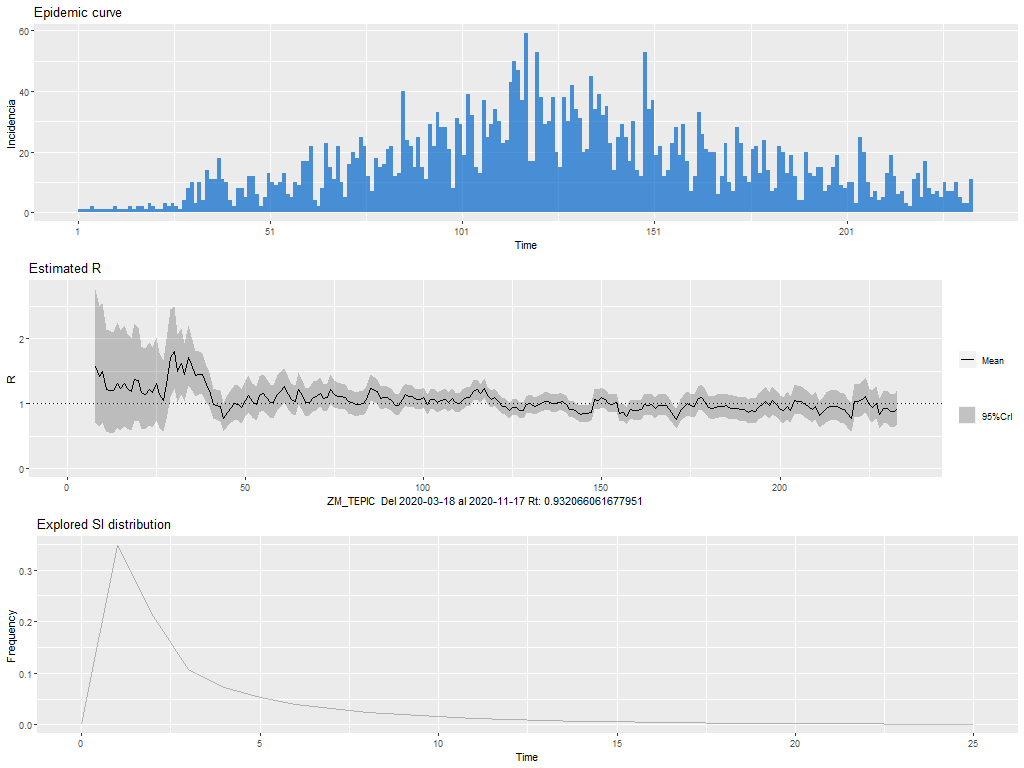 Epidemic curve
60
40
20
0
Incidencia
1
51
101
151
201
Time
Estimated R
2
1
0
R
0
50
100
150
200
ZM_TEPIC Del 2020-03-18 al 2020-11-17 Rt: 0.932066061677951
Mean
95%CrI
Explored SI distribution
0.3
0.2
0.1
0.0
Frequency
0
5
10
15
20
25
Time